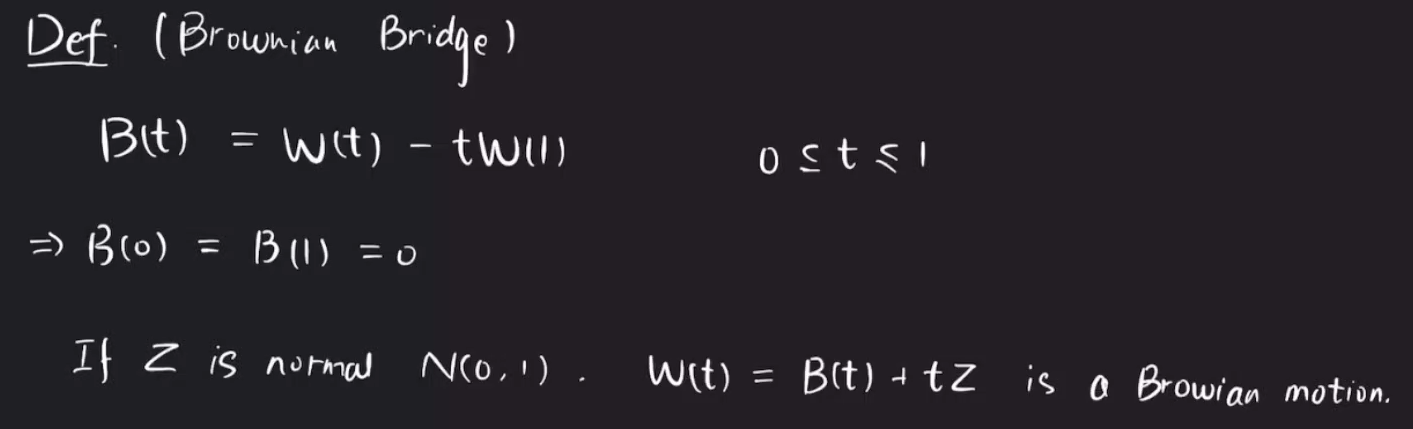 Def. (Brownian Bridge)
B(t) = W(t) - tW(1) 0 ≤ t ≤ 1
⇒ B(0) = B(1) = 0
If Z is normal N(0,1). W(t) = B(t) + tZ is a Browian motion.